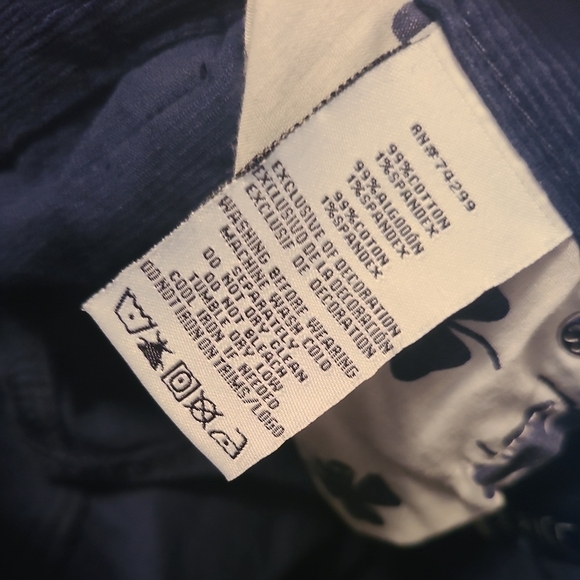 RN#74299
99%COTTON
1%SPANDEX
99%ALGODON
1%SPANDEX
99%COTON
1%SPANDEX
EXCLUSIVE OF DECORATION
EXCLUSIVO DE LA DECORACION
EXCLUSIF DE DECORATION
WASHING BEFORE WEARING
MACHINE WASH COLD
SEPARATELY
DO NOT DRY CLEAN
DO NOT BLEACH
TUMBLE DRY LOW.
COOL IRON IF NEEDED
DO NOT IRON ON TRIMS/LOGO